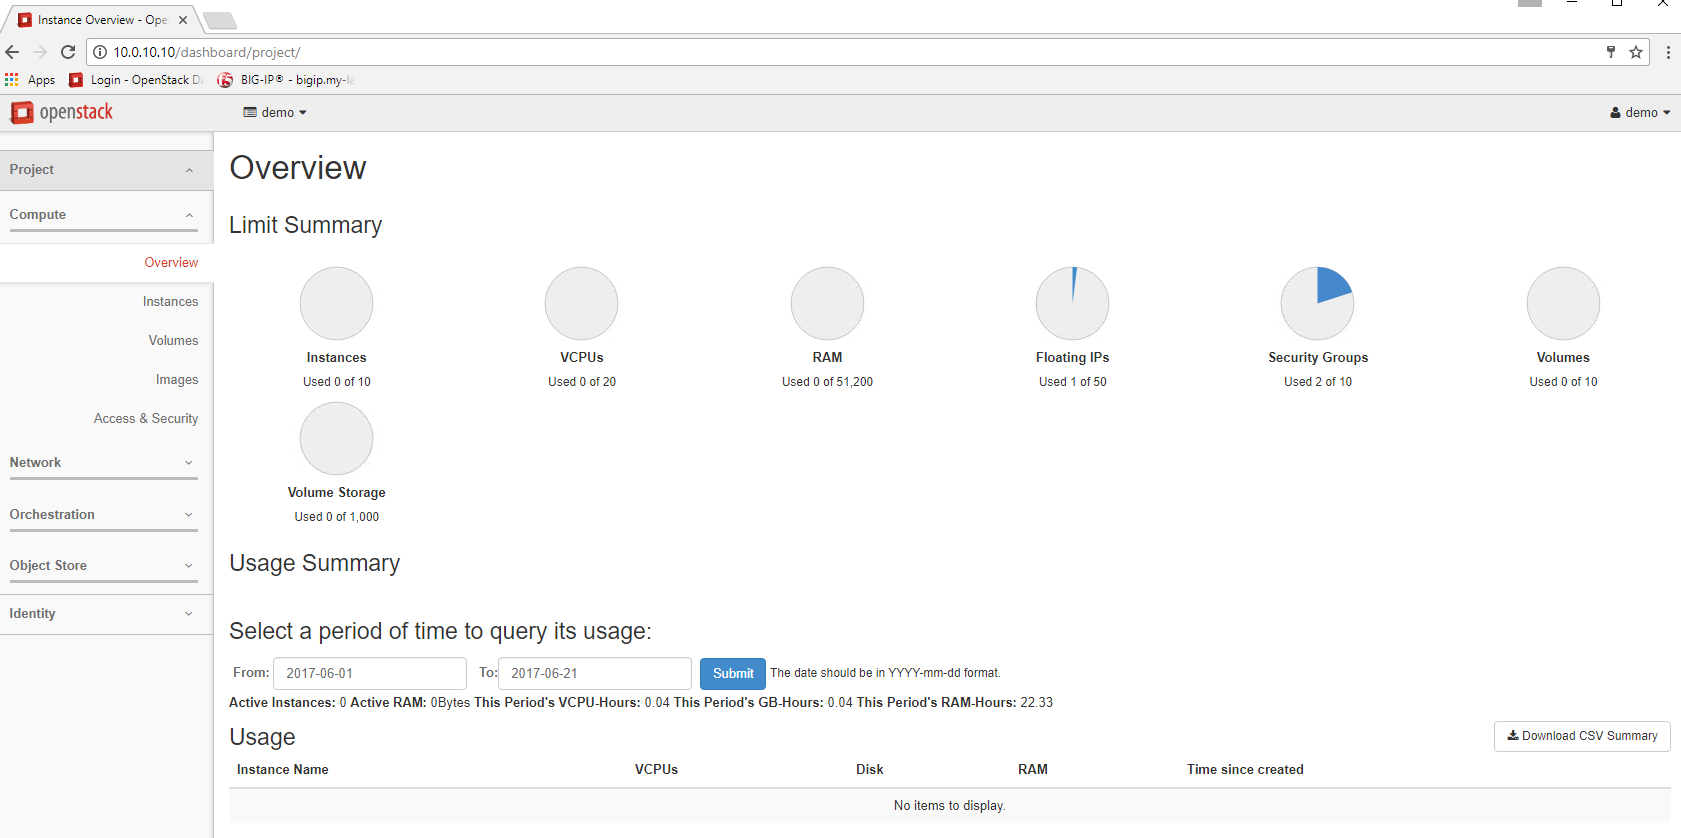 Instance Overview - Ope
10.0.10.10/dashboard/project/
Apps Login - OpenStack Da BIG-IP® - bigip.my-la
openstack demo demo
Project
Compute
Overview
Instances
Volumes
Images
Access & Security
Network
Orchestration
Object Store
Identity
Overview
Limit Summary
Instances VCPUs RAM Floating IPs Security Groups Volumes
Used 0 of 10 Used 0 of 20 Used 0 of 51,200 Used 1 of 50 Used 2 of 10 Used 0 of 10
Volume Storage
Used 0 of 1,000
Usage Summary
Select a period of time to query its usage:
From: 2017-06-01 To: 2017-06-21 Submit The date should be in YYYY-mm-dd format.
Active Instances: 0 Active RAM: 0Bytes This Period's VCPU-Hours: 0.04 This Period's GB-Hours: 0.04 This Period's RAM-Hours: 22.33
Usage Download CSV Summary
Instance Name VCPUs Disk RAM Time since created
No items to display.